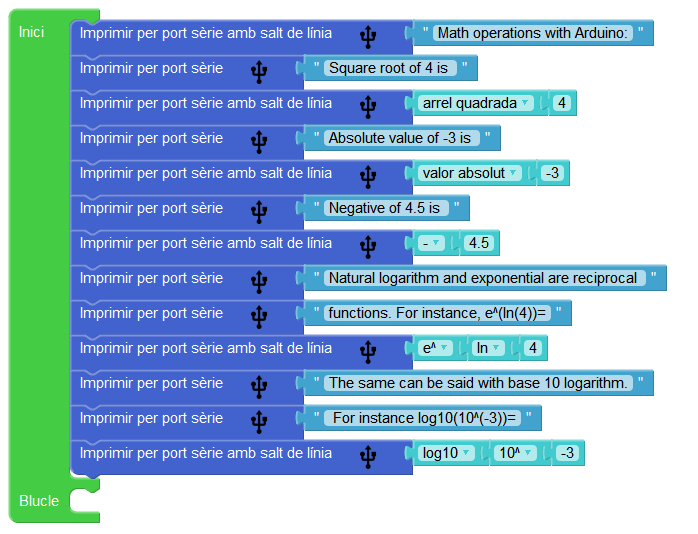 Inici Imprimir per port sèrie amb salt de línia " Math operations with Arduino: "
Imprimir per port sèrie " Square root of 4 is "
Imprimir per port sèrie amb salt de línia arrel quadrada 4
Imprimir per port sèrie " Absolute value of -3 is "
Imprimir per port sèrie amb salt de línia valor absolut -3
Imprimir per port sèrie " Negative of 4.5 is "
Imprimir per port sèrie amb salt de línia - 4.5
Imprimir per port sèrie " Natural logarithm and exponential are reciprocal "
Imprimir per port sèrie " functions. For instance, e^(ln(4))= "
Imprimir per port sèrie amb salt de línia e^ ln 4
Imprimir per port sèrie " The same can be said with base 10 logarithm. "
Imprimir per port sèrie " For instance log10(10^(-3))= "
Imprimir per port sèrie amb salt de línia log10 10^ -3
Blucle